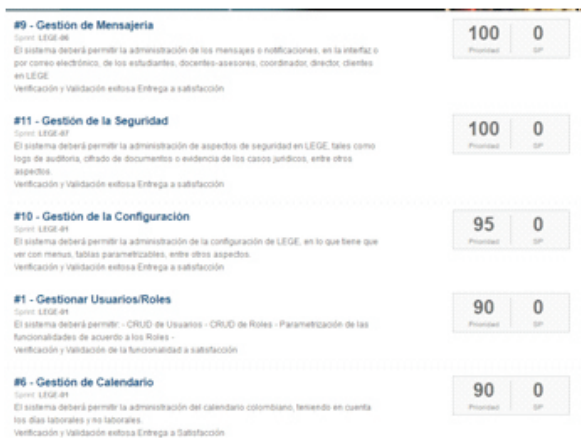 #9 - Gestión de Mensajería
100 0
Sprint: LEGE-06
Prioridad SP
El sistema deberá permitir la administración de los mensajes o notificaciones, en la interfaz o
por correo electrónico, de los estudiantes, docentes-asesores, coordinador, director, clientes
en LEGE
Verificación y Validación exitosa Entrega a satisfacción
#11 - Gestión de la Seguridad
100 0
Sprint: LEGE-07
Prioridad SP
El sistema deberá permitir la administración de aspectos de seguridad en LEGE, tales como
logs de auditoria, cifrado de documentos o evidencia de los casos jurídicos, entre otros
aspectos.
Verificación y Validación exitosa Entrega a satisfacción
#10 - Gestión de la Configuración
95 0
Sprint: LEGE-01
Prioridad SP
El sistema deberá permitir la administración de la configuración de LEGE, en lo que tiene que
ver con menus, tablas parametrizables, entre otros aspectos.
Verificación y Validación exitosa Entrega a satisfacción
#1 - Gestionar Usuarios/Roles
90 0
Sprint: LEGE-01
Prioridad SP
El sistema deberá permitir: - CRUD de Usuarios - CRUD de Roles - Parametrización de las
funcionalidades de acuerdo a los Roles -
Verificación y Validación de la funcionalidad a satisfacción
#6 - Gestión de Calendario
90 0
Sprint: LEGE-01
Prioridad SP
El sistema deberá permitir la administración del calendario colombiano, teniendo en cuenta
los días laborales y no laborales.
Verificación y Validación exitosa Entrega a Satisfacción